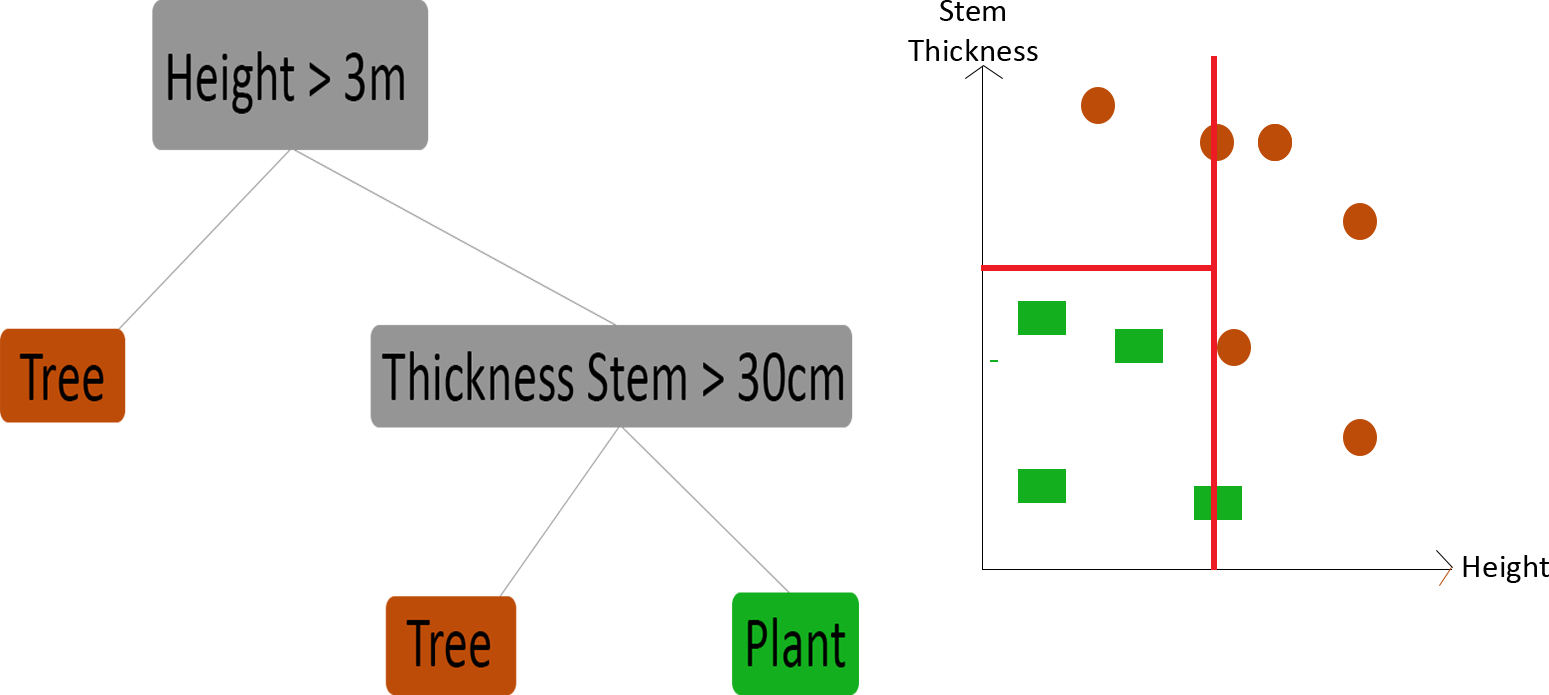 Height > 3m
Tree
Thickness Stem > 30cm
Tree
Plant
Stem
Thickness
Height